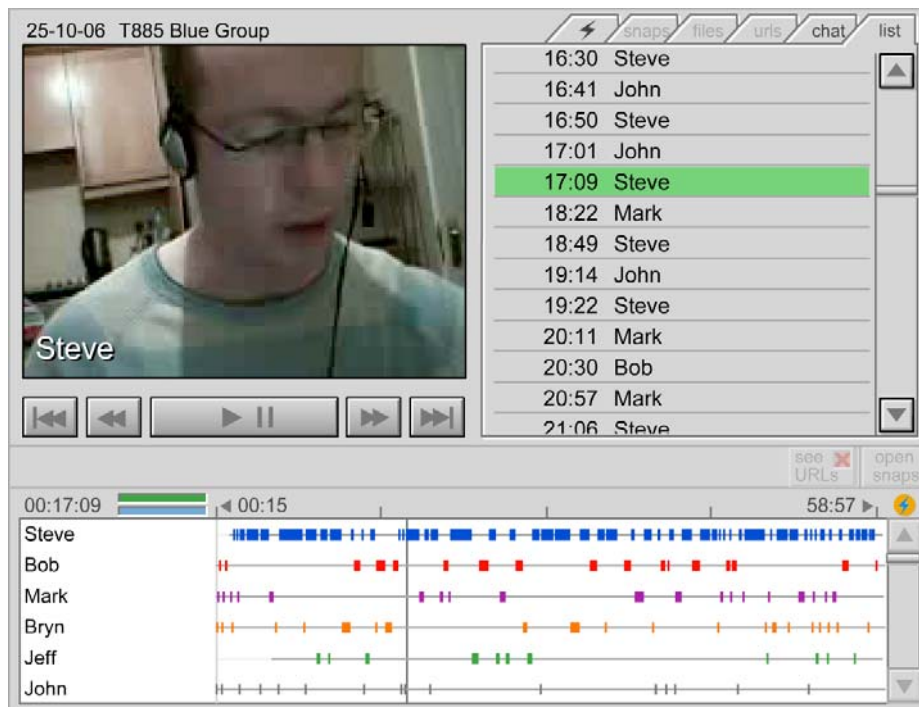 25-10-06 T885 Blue Group
snaps files urls chat list
16:30 Steve
16:41 John
16:50 Steve
17:01 John
17:09 Steve
18:22 Mark
18:49 Steve
19:14 John
19:22 Steve
20:11 Mark
20:30 Bob
20:57 Mark
21:06 Steve
Steve
see URLs
open snaps
00:17:09 00:15 58:57
Steve
Bob
Mark
Bryn
Jeff
John